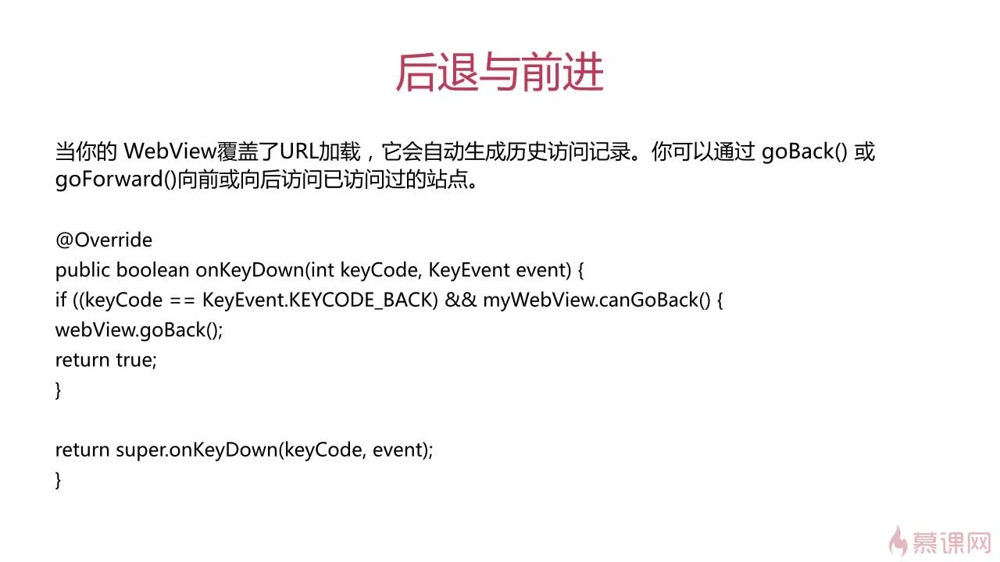 后退与前进
当你的 WebView覆盖了URL加载，它会自动生成历史访问记录。你可以通过 goBack() 或
goForward()向前或向后访问已访问过的站点。
@Override
public boolean onKeyDown(int keyCode, KeyEvent event) {
if ((keyCode == KeyEvent.KEYCODE_BACK) && myWebView.canGoBack() {
webView.goBack();
return true;
}
return super.onKeyDown(keyCode, event);
}
慕课网